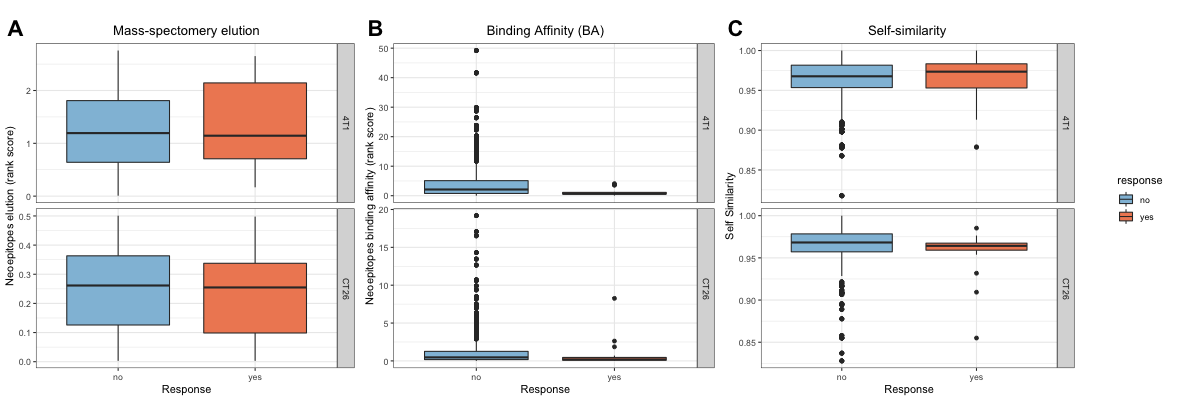 A
Mass-spectomery elution
Neoepitopes elution (rank score)
2
1
0
4T1
0.5
0.4
0.3
0.2
0.1
0.0
CT26
no
yes
Response
B
Binding Affinity (BA)
Neoepitopes binding affinity (rank score)
50
40
30
20
10
0
4T1
20
15
10
5
0
CT26
no
yes
Response
C
Self-similarity
Self Similarity
1.00
0.95
0.90
0.85
4T1
1.00
0.95
0.90
0.85
CT26
no
yes
Response
response
no
yes